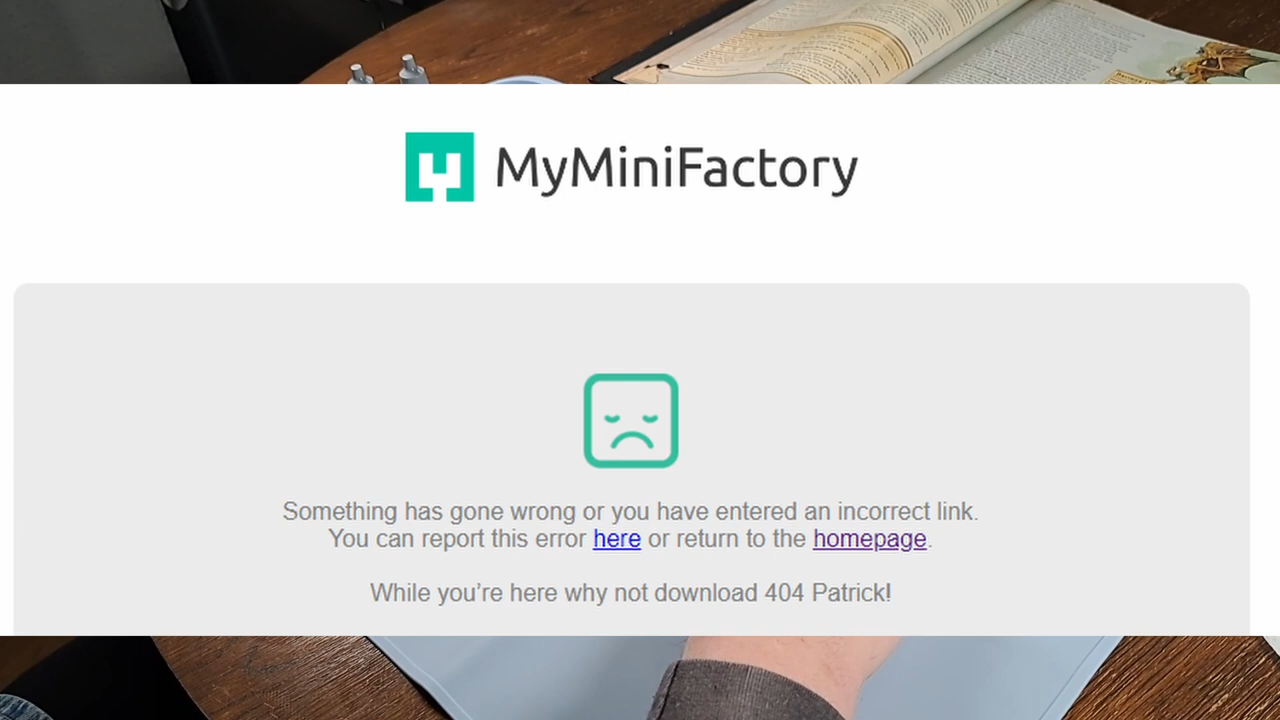 MyMiniFactory
Something has gone wrong or you have entered an incorrect link.
You can report this error here or return to the homepage.
While you’re here why not download 404 Patrick!